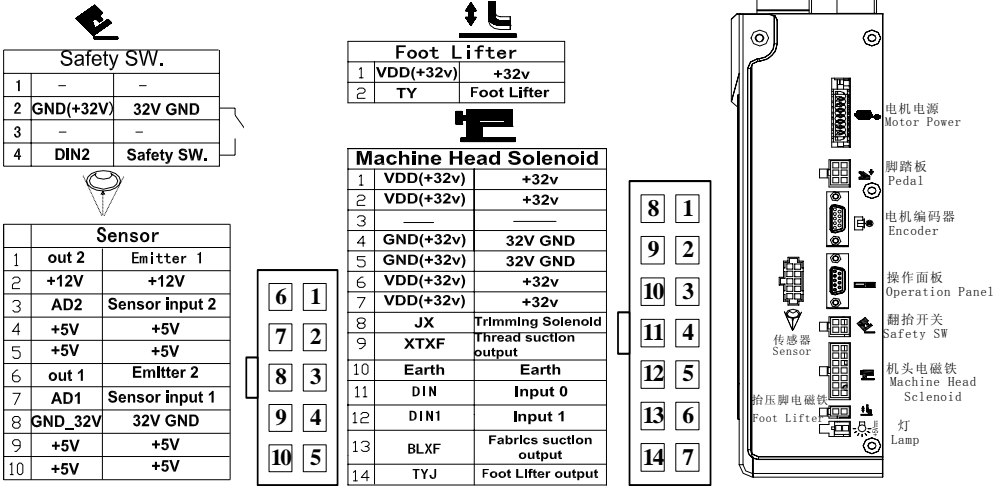 Safety SW.
1 – –
2 GND(+32V) 32V GND
3 – –
4 DIN2 Safety SW.
Sensor
1 out 2 Emitter 1
2 +12V +12V
3 AD2 Sensor input 2
4 +5V +5V
5 +5V +5V
6 out 1 Emitter 2
7 AD1 Sensor input 1
8 GND_32V 32V GND
9 +5V +5V
10 +5V +5V
6 1
7 2
8 3
9 4
10 5
Foot Lifter
1 VDD(+32v) +32v
2 TY Foot Lifter
Machine Head Solenoid
1 VDD(+32v) +32v
2 VDD(+32v) +32v
3 — —
4 GND(+32v) 32V GND
5 GND(+32v) 32V GND
6 VDD(+32v) +32v
7 VDD(+32v) +32v
8 JX Trimming Solenoid
9 XTXF Thread suction
output
10 Earth Earth
11 DIN Input 0
12 DIN1 Input 1
13 BLXF Fabrics suction
output
14 TYJ Foot Lifter output
8 1
9 2
10 3
11 4
12 5
13 6
14 7
电机电源
Motor Power
脚踏板
Pedal
电机编码器
Encoder
操作面板
Operation Panel
翻抬开关
Safety SW
传感器
Sensor
机头电磁铁
Machine Head
Sclenoid
抬压脚电磁铁
Foot Lifter
灯
Lamp